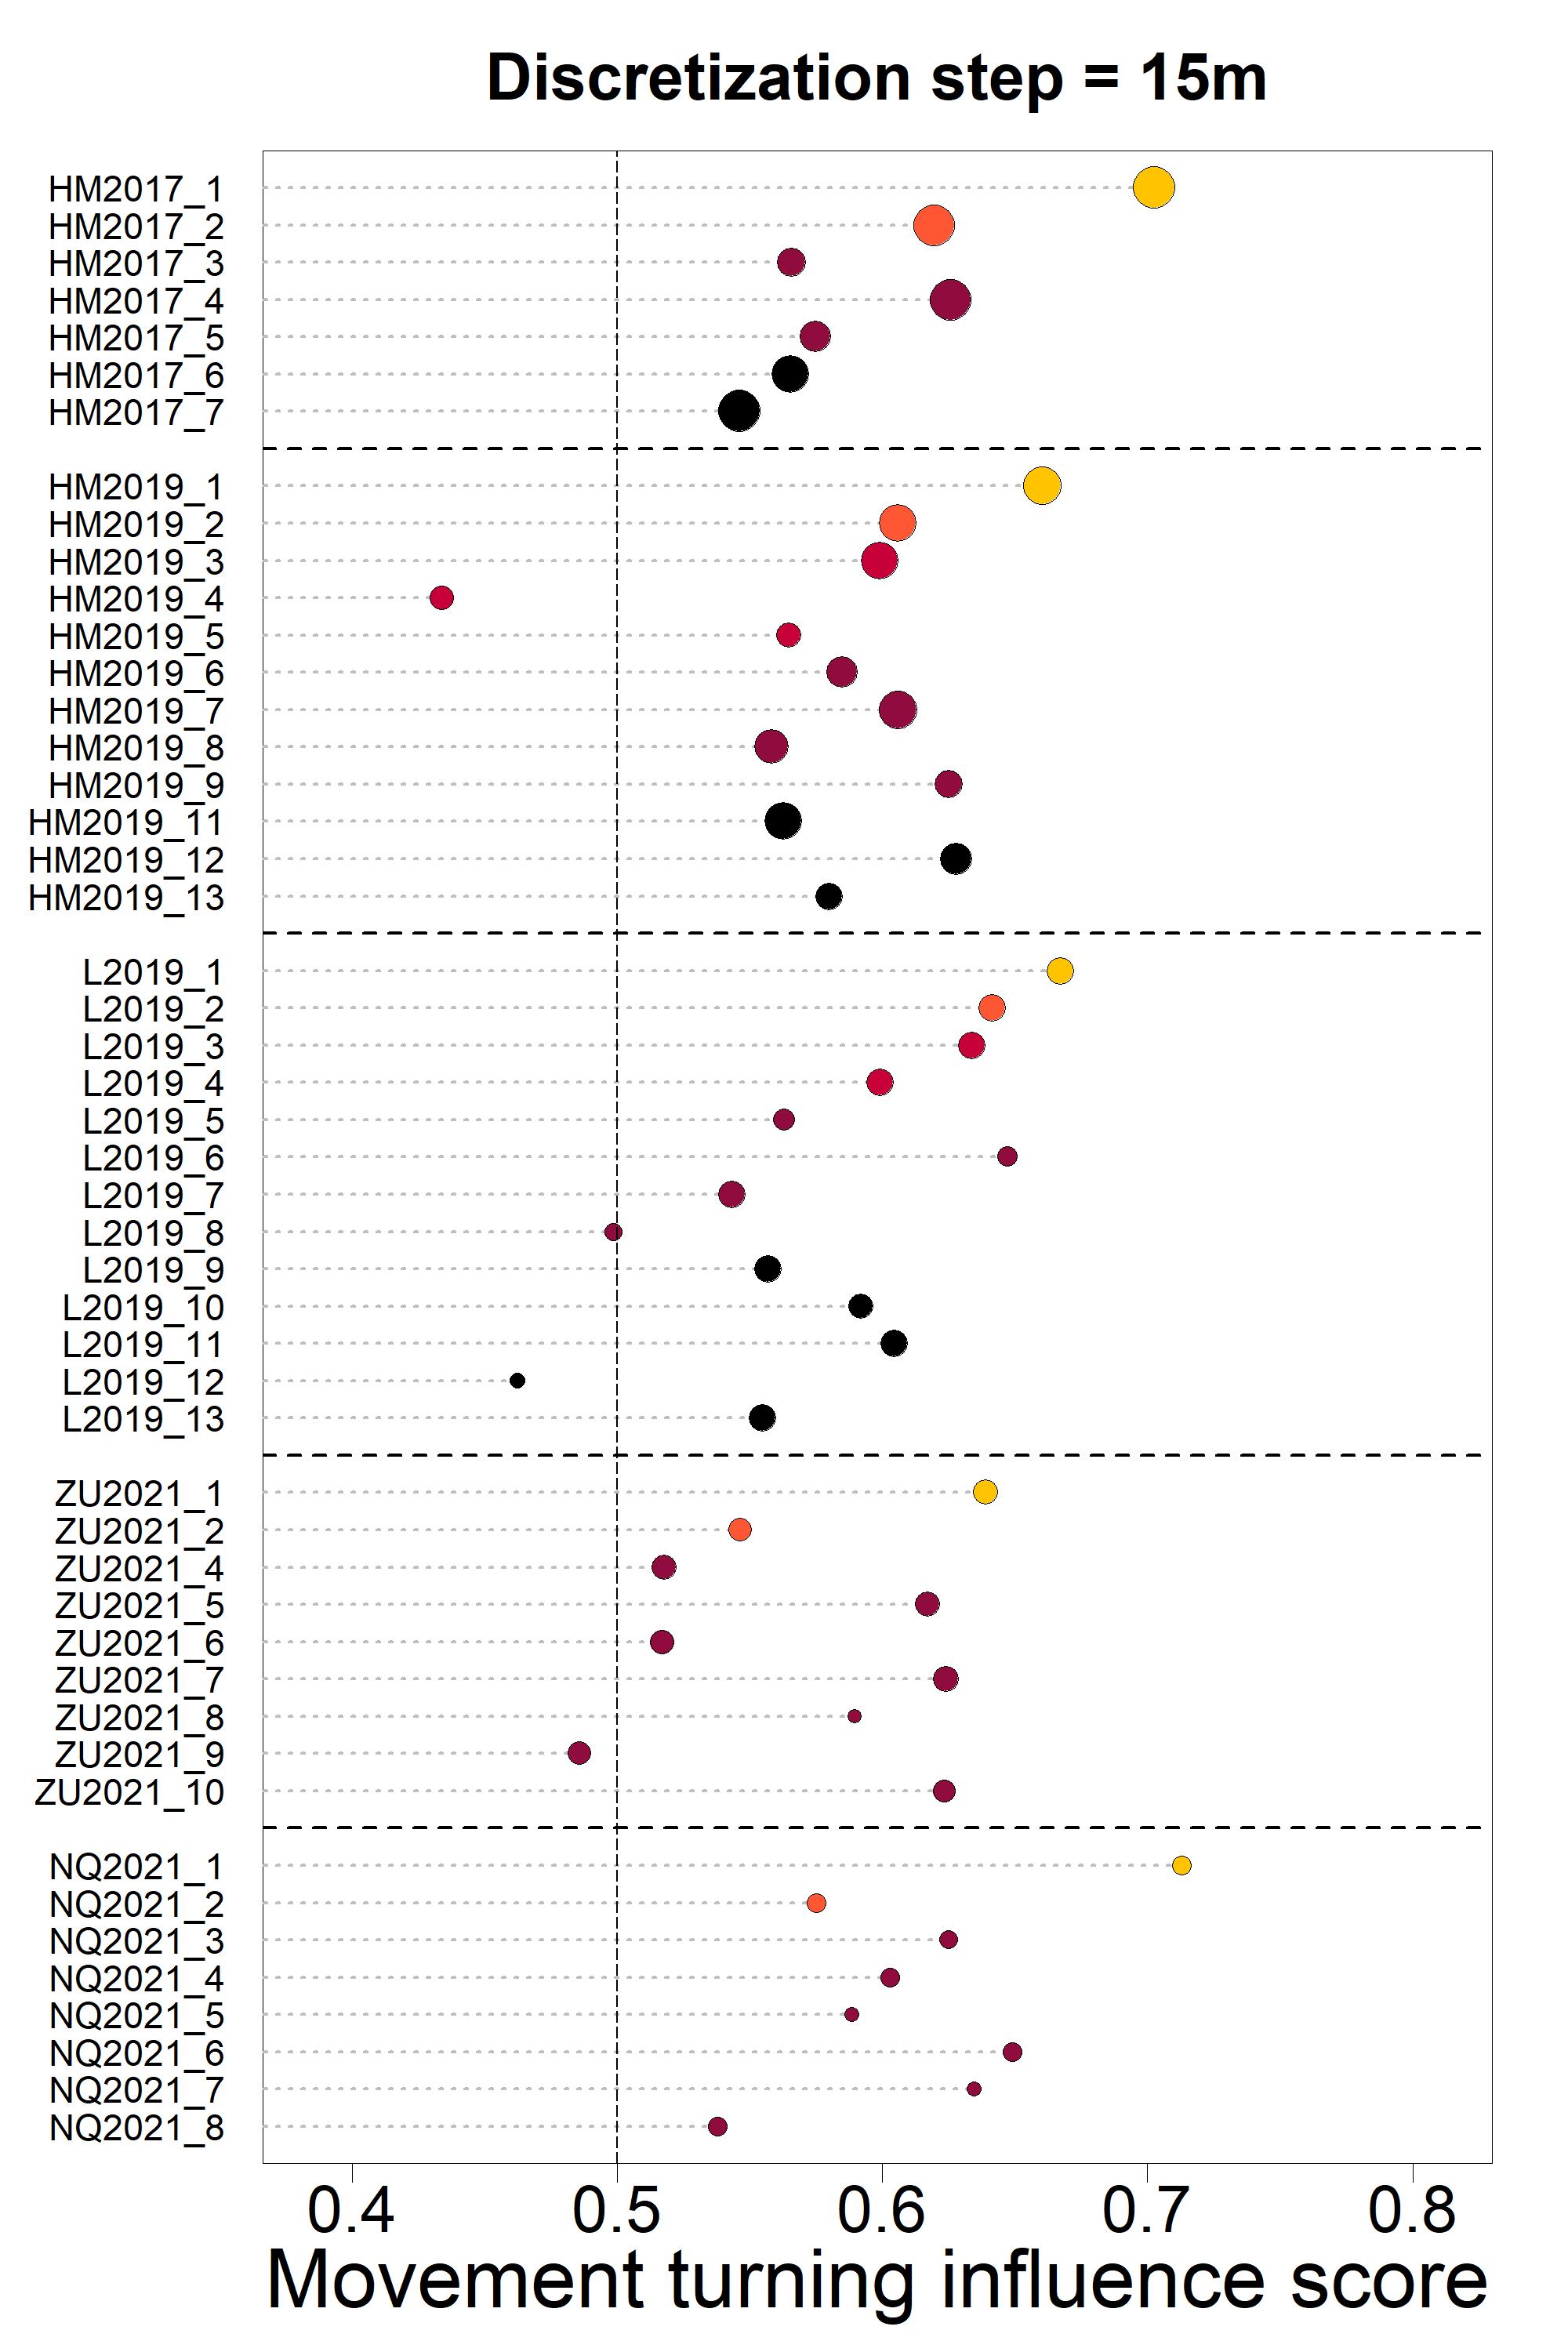 Discretization step = 15m
HM2017_1
HM2017_2
HM2017_3
HM2017_4
HM2017_5
HM2017_6
HM2017_7
HM2019_1
HM2019_2
HM2019_3
HM2019_4
HM2019_5
HM2019_6
HM2019_7
HM2019_8
HM2019_9
HM2019_11
HM2019_12
HM2019_13
L2019_1
L2019_2
L2019_3
L2019_4
L2019_5
L2019_6
L2019_7
L2019_8
L2019_9
L2019_10
L2019_11
L2019_12
L2019_13
ZU2021_1
ZU2021_2
ZU2021_4
ZU2021_5
ZU2021_6
ZU2021_7
ZU2021_8
ZU2021_9
ZU2021_10
NQ2021_1
NQ2021_2
NQ2021_3
NQ2021_4
NQ2021_5
NQ2021_6
NQ2021_7
NQ2021_8
0.4 0.5 0.6 0.7 0.8
Movement turning influence score